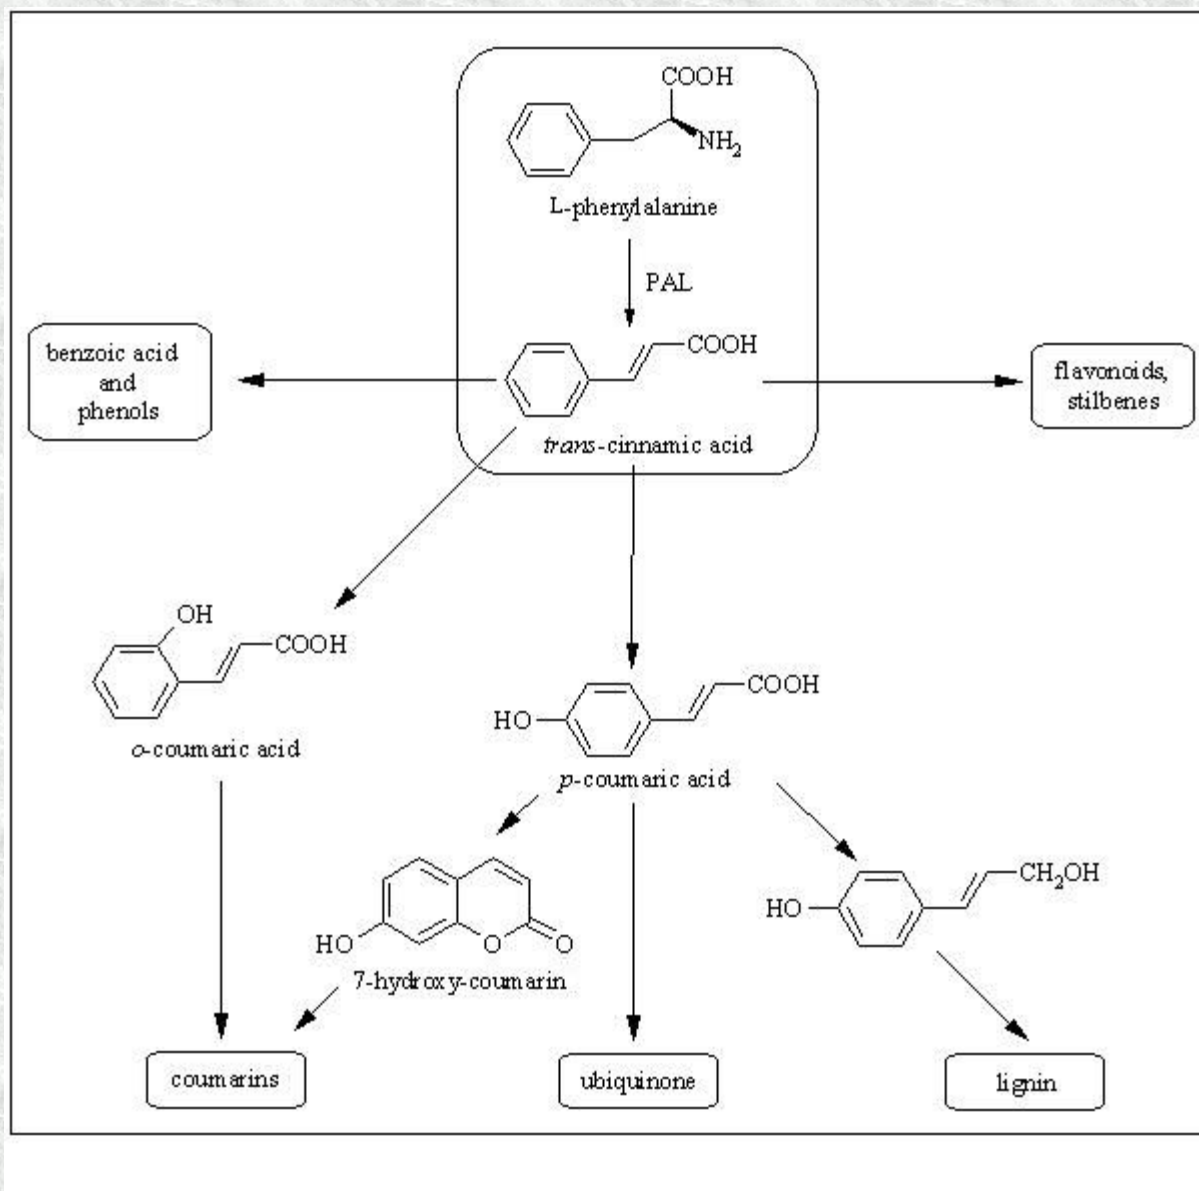 COOH
NH2
L-phenylalanine
PAL
COOH
trans-cinnamic acid
benzoic acid
and
phenols
flavonoids,
stilbenes
OH
COOH
o-coumaric acid
HO
COOH
p-coumaric acid
HO
O
O
7-hydroxy-coumarin
HO
CH2OH
coumarins
ubiquinone
lignin